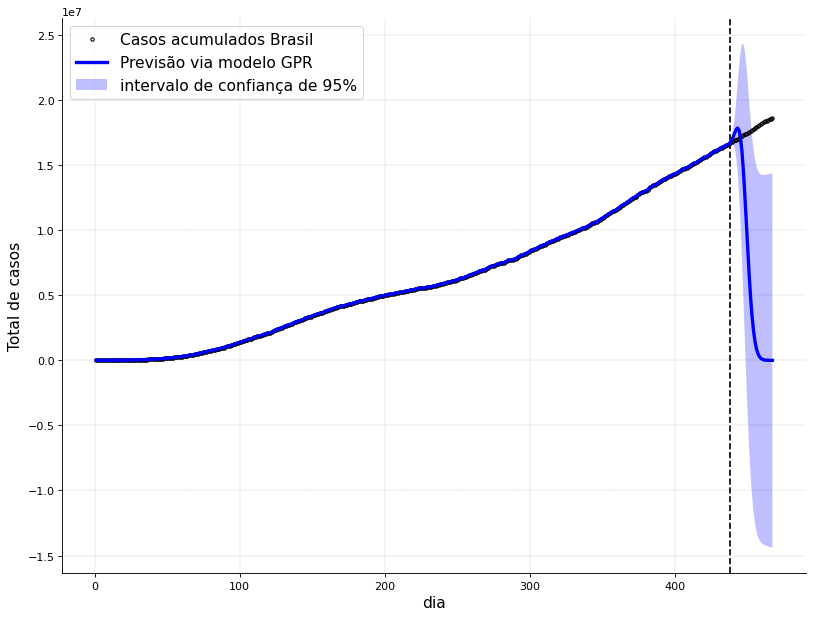 1e7
Casos acumulados Brasil
Previsão via modelo GPR
intervalo de confiança de 95%
2.5
2.0
1.5
1.0
0.5
0.0
−0.5
−1.0
−1.5
Total de casos
0 100 200 300 400
dia